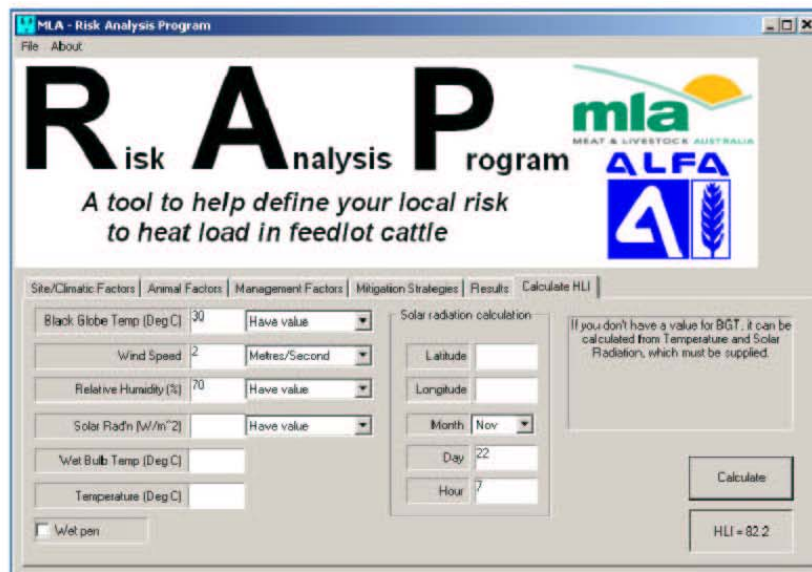 MLA - Risk Analysis Program
File About
Risk Analysis Program
mla
MEAT & LIVESTOCK AUSTRALIA
ALFA
A tool to help define your local risk
to heat load in feedlot cattle
Site/Climatic Factors Animal Factors Management Factors Mitigation Strategies Results Calculate HLI
Black Globe Temp (Deg C) 30 Have value
Wind Speed 2 Metres/Second
Relative Humidity (%) 70 Have value
Solar Rad'n (W/m^2) Have value
Wet Bulb Temp (Deg C)
Temperature (Deg C)
Wet pen
Solar radiation calculation
Latitude
Longitude
Month Nov
Day 22
Hour 7
If you don't have a value for BGT, it can be
calculated from Temperature and Solar
Radiation, which must be supplied.
Calculate
HLI = 82.2